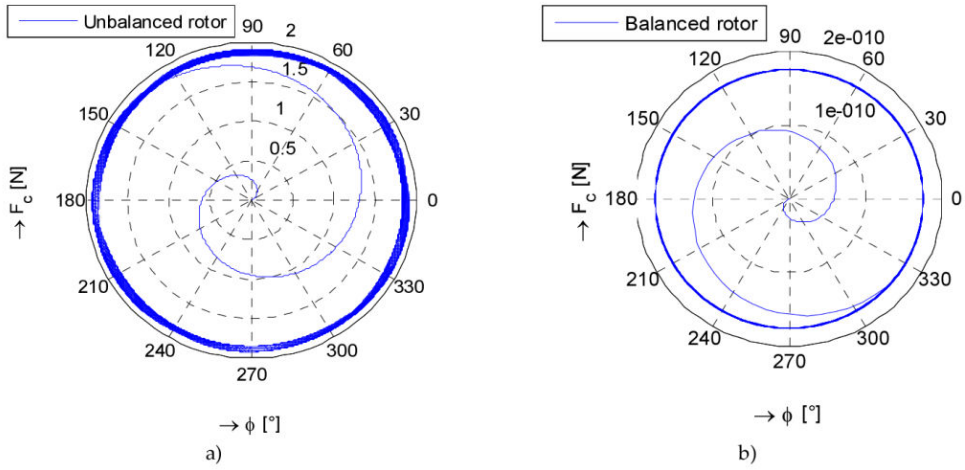 Unbalanced rotor
90
2
120
60
1.5
1
150
30
0.5
180
0
210
330
240
300
270
→ F_c [N]
→ ϕ [°]
a)
Balanced rotor
90
2e-010
120
60
1e-010
150
30
180
0
210
330
240
300
270
→ F_c [N]
→ ϕ [°]
b)